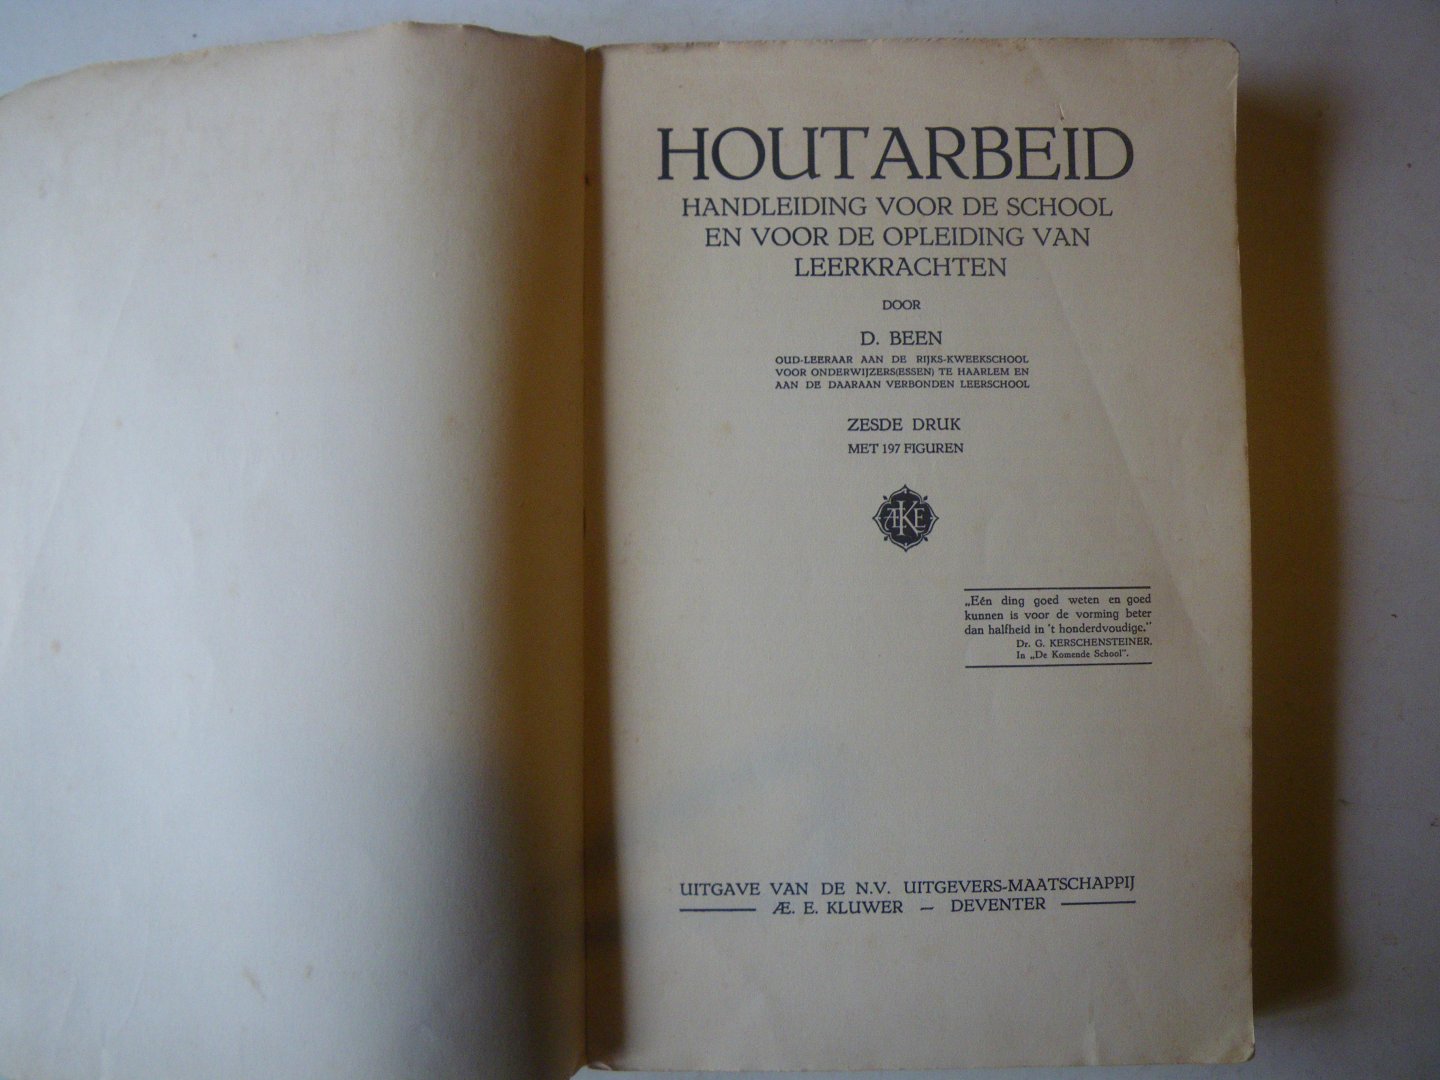 HOUTARBEID
HANDLEIDING VOOR DE SCHOOL
EN VOOR DE OPLEIDING VAN
LEERKRACHTEN
DOOR
D. BEEN
OUD-LEERAAR AAN DE RIJKS-KWEEKSCHOOL
VOOR ONDERWIJZERS(ESSEN) TE HAARLEM EN
AAN DE DAARAAN VERBONDEN LEERSCHOOL
ZESDE DRUK
MET 197 FIGUREN
ÆKE
„Eén ding goed weten en goed
kunnen is voor de vorming beter
dan halfheid in 't honderdvoudige.”
Dr. G. KERSCHENSTEINER.
In „De Komende School”.
UITGAVE VAN DE N.V. UITGEVERS-MAATSCHAPPIJ
Æ. E. KLUWER — DEVENTER